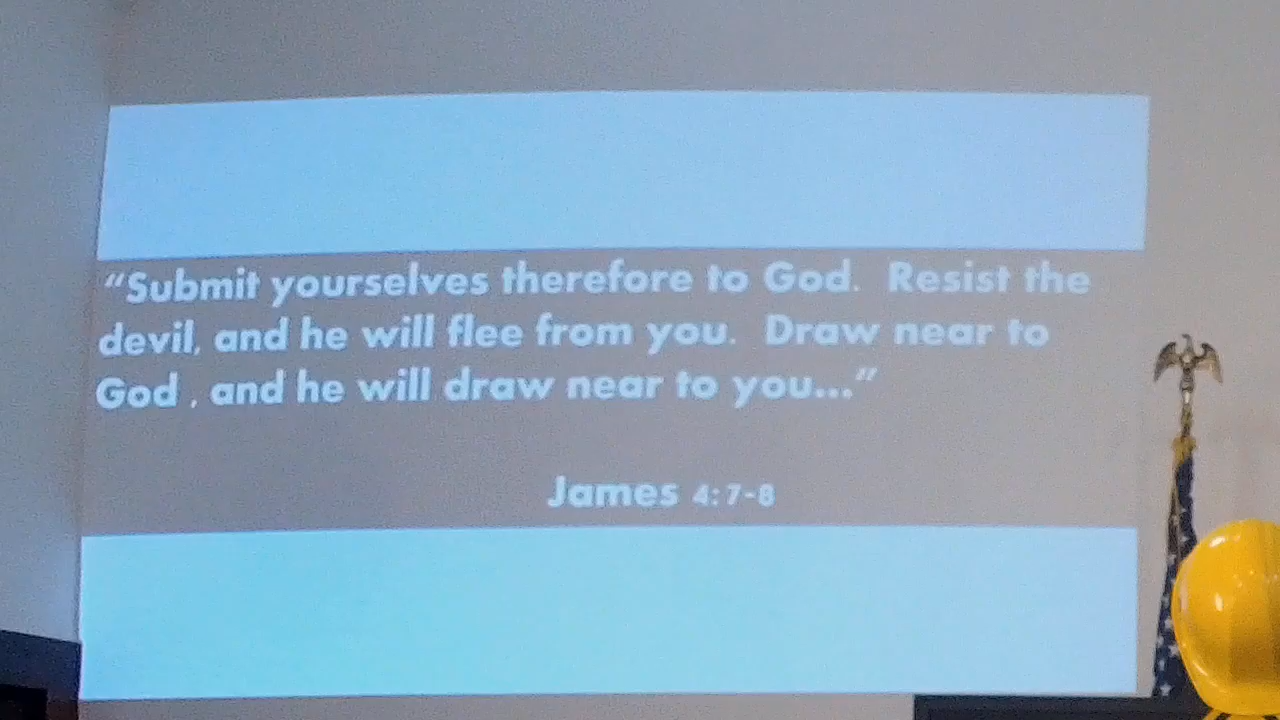 “Submit yourselves therefore to God.  Resist the
devil, and he will flee from you.  Draw near to
God , and he will draw near to you...”
James 4:7-8